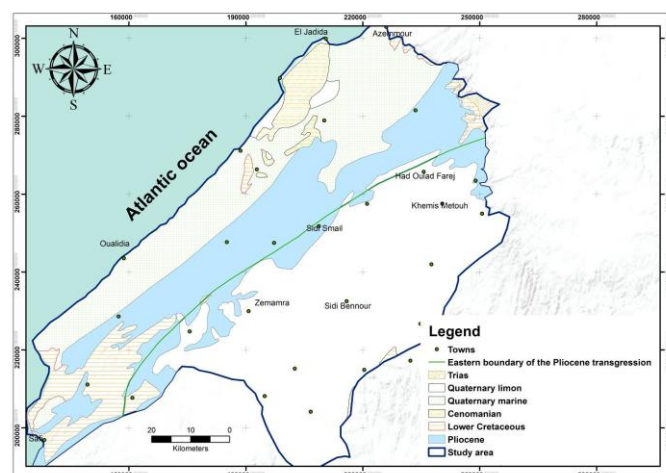 160000 190000 220000 250000 280000
El Jadida
Azemmour
N
W E
S
300000
280000
260000
240000
220000
200000
Atlantic ocean
Had Oulad Farej
Khemis Metouh
Sidi Smail
Oualidia
Zemamra
Sidi Bennour
Legend
Towns
Eastern boundary of the Pliocene transgression
Trias
Quaternary limon
Quaternary marine
Cenomanian
Lower Cretaceous
Pliocene
Study area
20 10 0
Kilometers